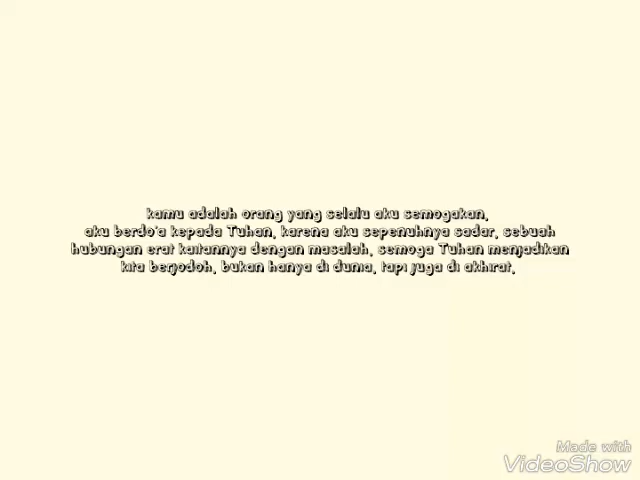 kamu adalah orang yang selalu aku semogakan,
aku berdo'a kepada Tuhan, karena aku sepenuhnya sadar, sebuah
hubungan erat kaitannya dengan masalah, semoga Tuhan menjadikan
kita berjodoh, bukan hanya di dunia, tapi juga di akhirat,
Made with
VideoShow